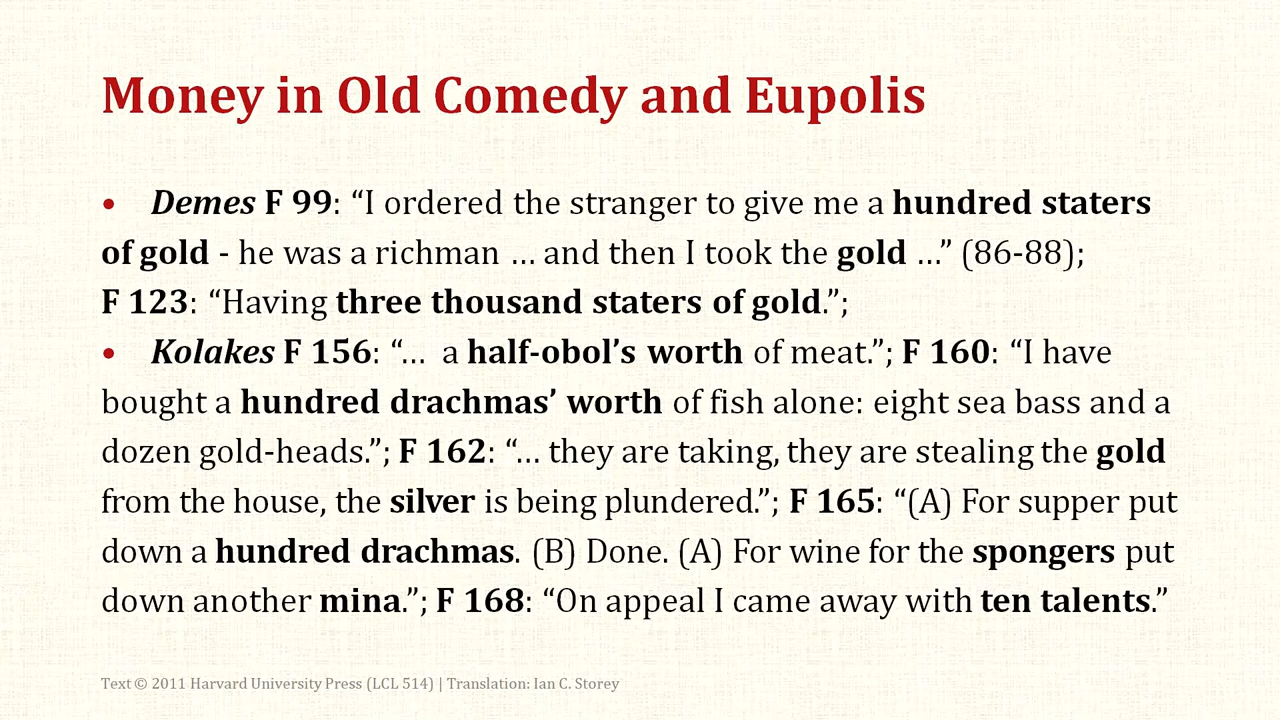 Money in Old Comedy and Eupolis
• Demes F 99: “I ordered the stranger to give me a hundred staters
of gold - he was a richman … and then I took the gold …” (86-88);
F 123: “Having three thousand staters of gold.”;
• Kolakes F 156: “… a half-obol’s worth of meat.”; F 160: “I have
bought a hundred drachmas’ worth of fish alone: eight sea bass and a
dozen gold-heads.”; F 162: “… they are taking, they are stealing the gold
from the house, the silver is being plundered.”; F 165: “(A) For supper put
down a hundred drachmas. (B) Done. (A) For wine for the spongers put
down another mina.”; F 168: “On appeal I came away with ten talents.”
Text © 2011 Harvard University Press (LCL 514) | Translation: Ian C. Storey